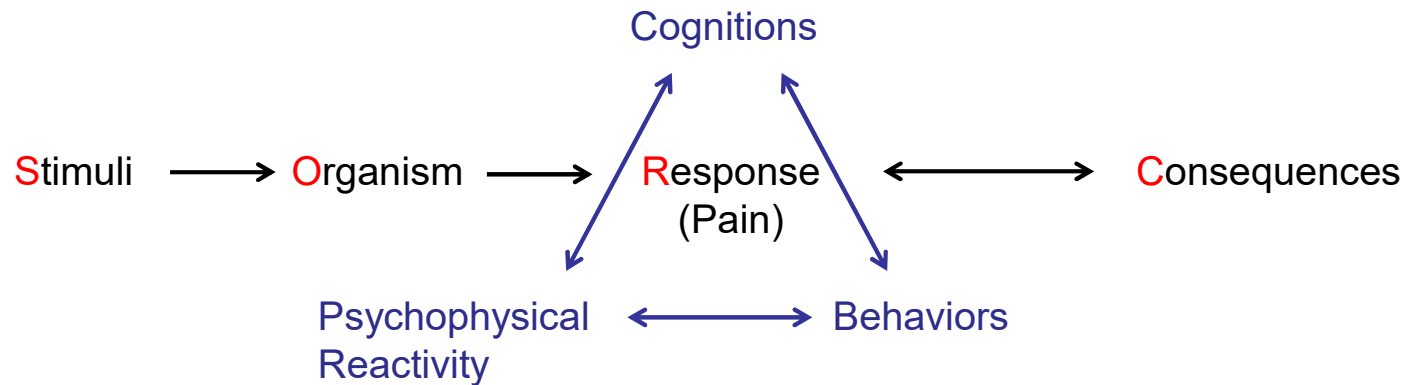 Cognitions
Stimuli Organism Response Consequences
(Pain)
Psychophysical Behaviors
Reactivity